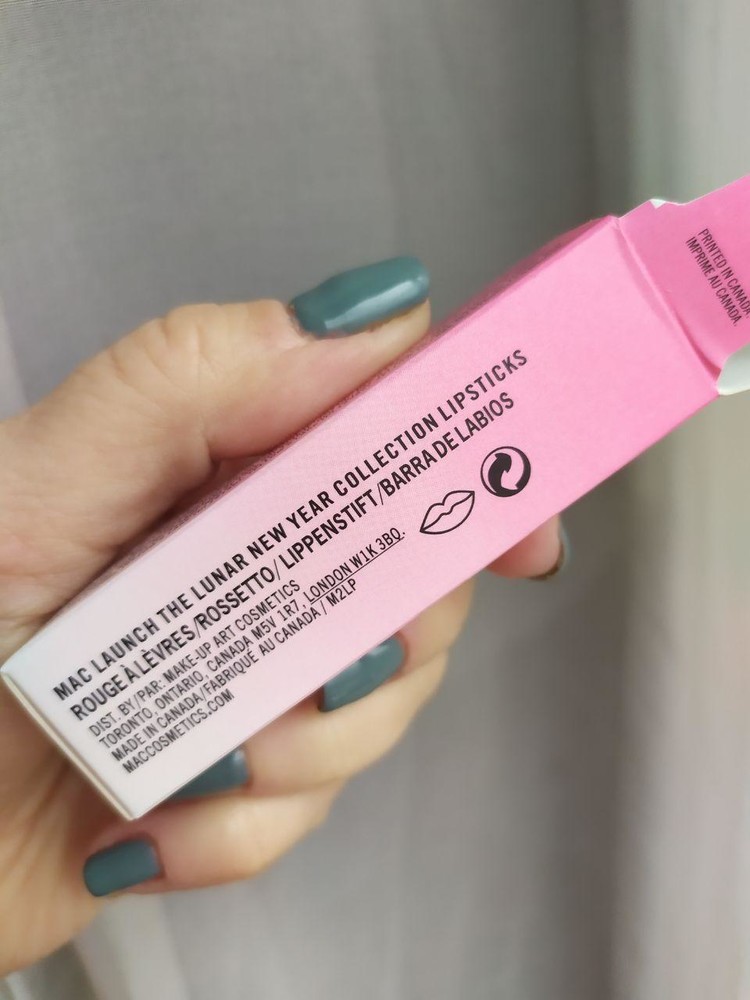 MAC LAUNCH THE LUNAR NEW YEAR COLLECTION LIPSTICKS
ROUGE À LÈVRES/ROSSETTO/ LIPPENSTIFT/BARRA DE LABIOS
DIST. BY/PAR: MAKE-UP ART COSMETICS
TORONTO, ONTARIO, CANADA M5V 1R7, LONDON W1K 3BQ.
MADE IN CANADA/FABRIQUÉ AU CANADA / M2LP
MACCOSMETICS.COM
PRINTED IN CANADA.
IMPRIMÉ AU CANADA.